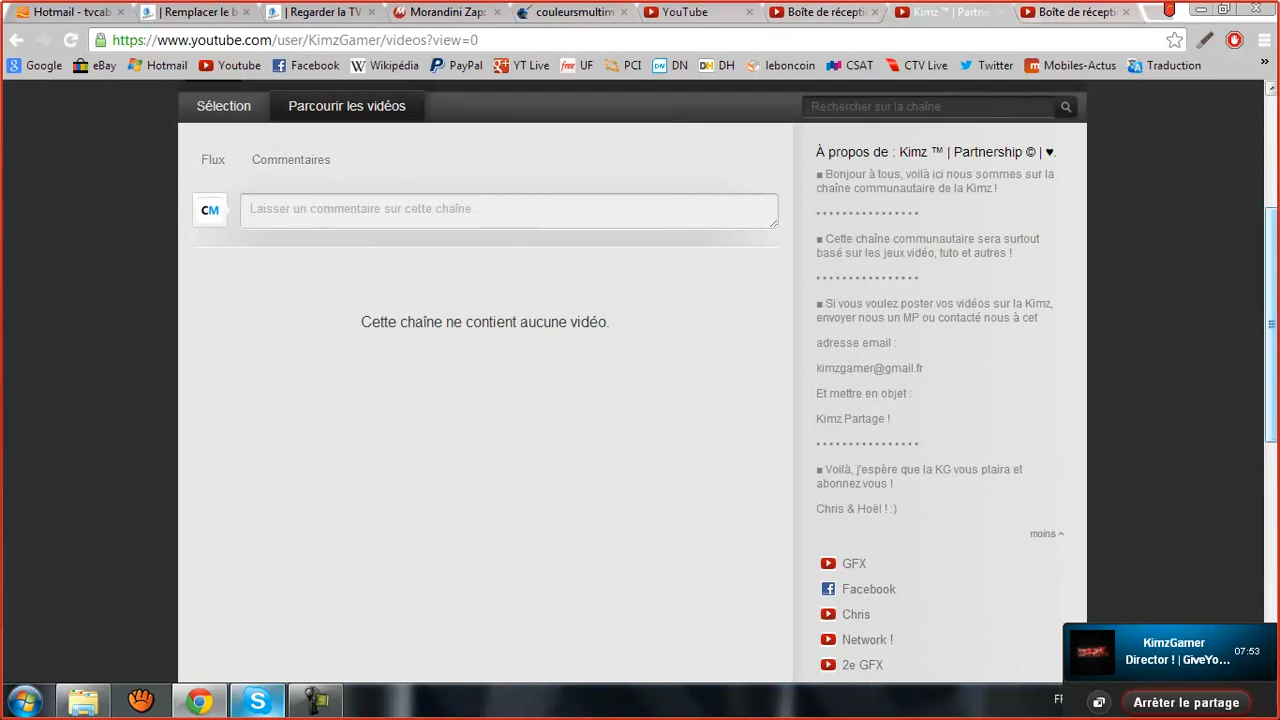 Hotmail - tvcab
| Remplacer le b
| Regarder la TV
Morandini Zap:
couleursmultim
YouTube
Boîte de récepti
Kimz ™ | Partne
Boîte de récepti
https://www.youtube.com/user/KimzGamer/videos?view=0
Google eBay Hotmail Youtube Facebook Wikipédia PayPal YT Live UF PCI DN DH leboncoin CSAT CTV Live Twitter Mobiles-Actus Traduction »
Sélection Parcourir les vidéos Rechercher sur la chaîne
Flux Commentaires
CM Laisser un commentaire sur cette chaîne
Cette chaîne ne contient aucune vidéo.
À propos de : Kimz ™ | Partnership © | ♥.
■ Bonjour à tous, voilà ici nous sommes sur la
chaîne communautaire de la Kimz !
• • • • • • • • • • • • • • • •
■ Cette chaîne communautaire sera surtout
basé sur les jeux vidéo, tuto et autres !
• • • • • • • • • • • • • • • •
■ Si vous voulez poster vos vidéos sur la Kimz,
envoyer nous un MP ou contacté nous à cet
adresse email :
kimzgamer@gmail.fr
Et mettre en objet :
Kimz Partage !
• • • • • • • • • • • • • • • •
■ Voilà, j'espère que la KG vous plaira et
abonnez vous !
Chris & Hoël ! :)
moins
GFX
Facebook
Chris
Network !
2e GFX
KimzGamer
Director ! | GiveYo... 07:53
FR
Arrêter le partage